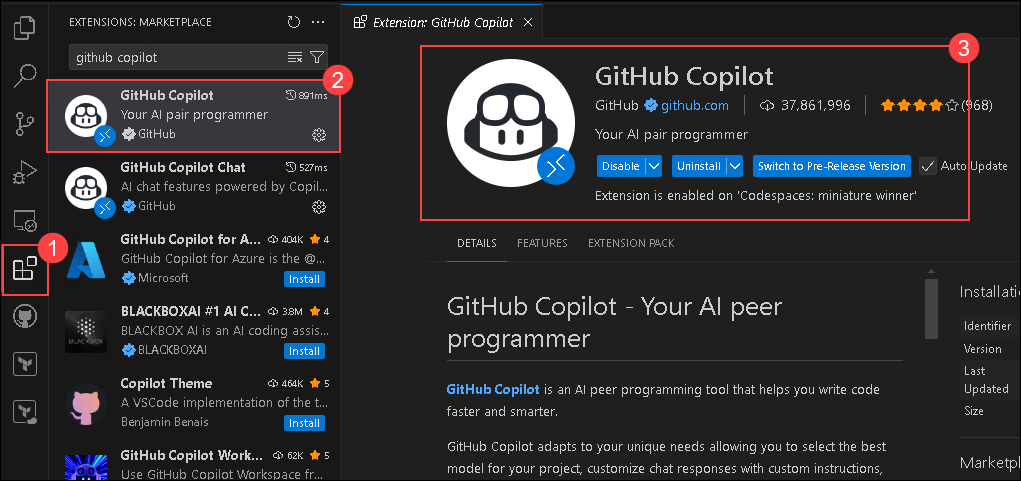 EXTENSIONS: MARKETPLACE
github copilot
1
2
GitHub Copilot
891ms
Your AI pair programmer
GitHub
GitHub Copilot Chat
527ms
AI chat features powered by Copil...
GitHub
GitHub Copilot for A...
404K
4
GitHub Copilot for Azure is the @...
Microsoft
Install
BLACKBOXAI #1 AI C...
3.8M
4
BLACKBOX AI is an AI coding assis...
BLACKBOX
BLACKBOXAI
Install
Copilot Theme
464K
5
A VSCode implementation of the t...
Benjamin Benais
Install
GitHub Copilot Work...
62K
5
Use GitHub Copilot Workspace fr...
Extension: GitHub Copilot
3
GitHub Copilot
GitHub github.com 37,861,996 (968)
Your AI pair programmer
Disable Uninstall Switch to Pre-Release Version Auto Update
Extension is enabled on 'Codespaces: miniature winner'
DETAILS FEATURES EXTENSION PACK
GitHub Copilot - Your AI peer
programmer
GitHub Copilot is an AI peer programming tool that helps you write code
faster and smarter.
GitHub Copilot adapts to your unique needs allowing you to select the best
model for your project, customize chat responses with custom instructions,
Installati
Identifier
Version
Last
Updated
Size
Marketpl